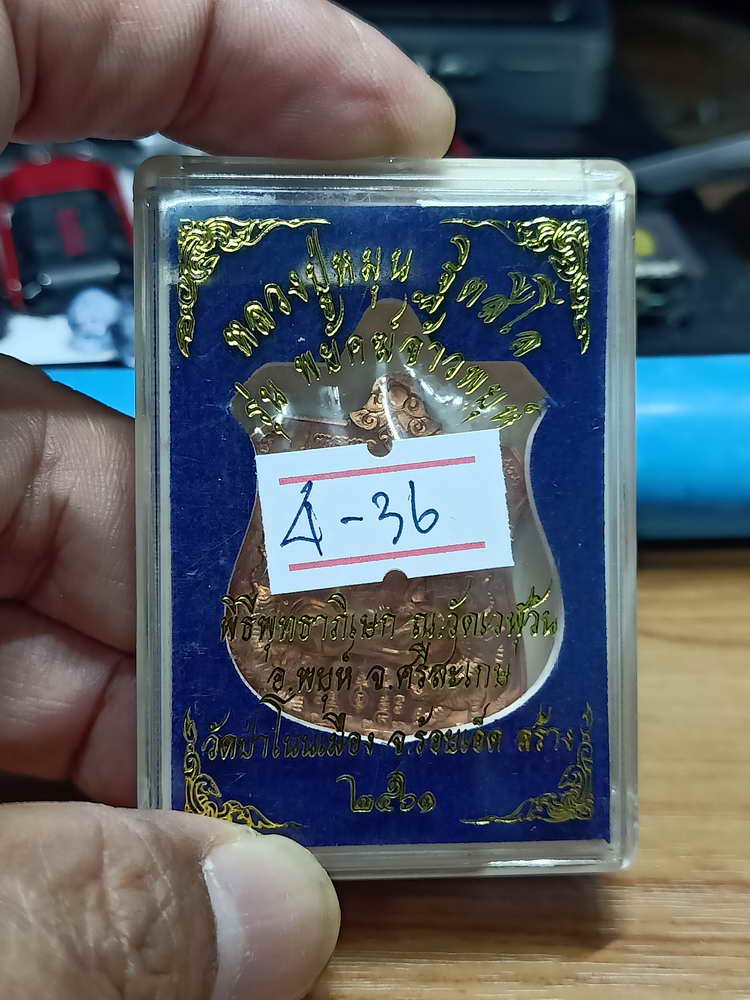 หลวงปู่หมุน ฐิตสีโล
รุ่น พยัคฆ์จ้าวพยุห์
4-36
พิธีพุทธาภิเษก ณ.วัดเวฬุวัน
อ.พยุห์ จ.ศรีสะเกษ
วัดป่าโนนเมือง จ.ร้อยเอ็ด สร้าง
๒๕๖๑